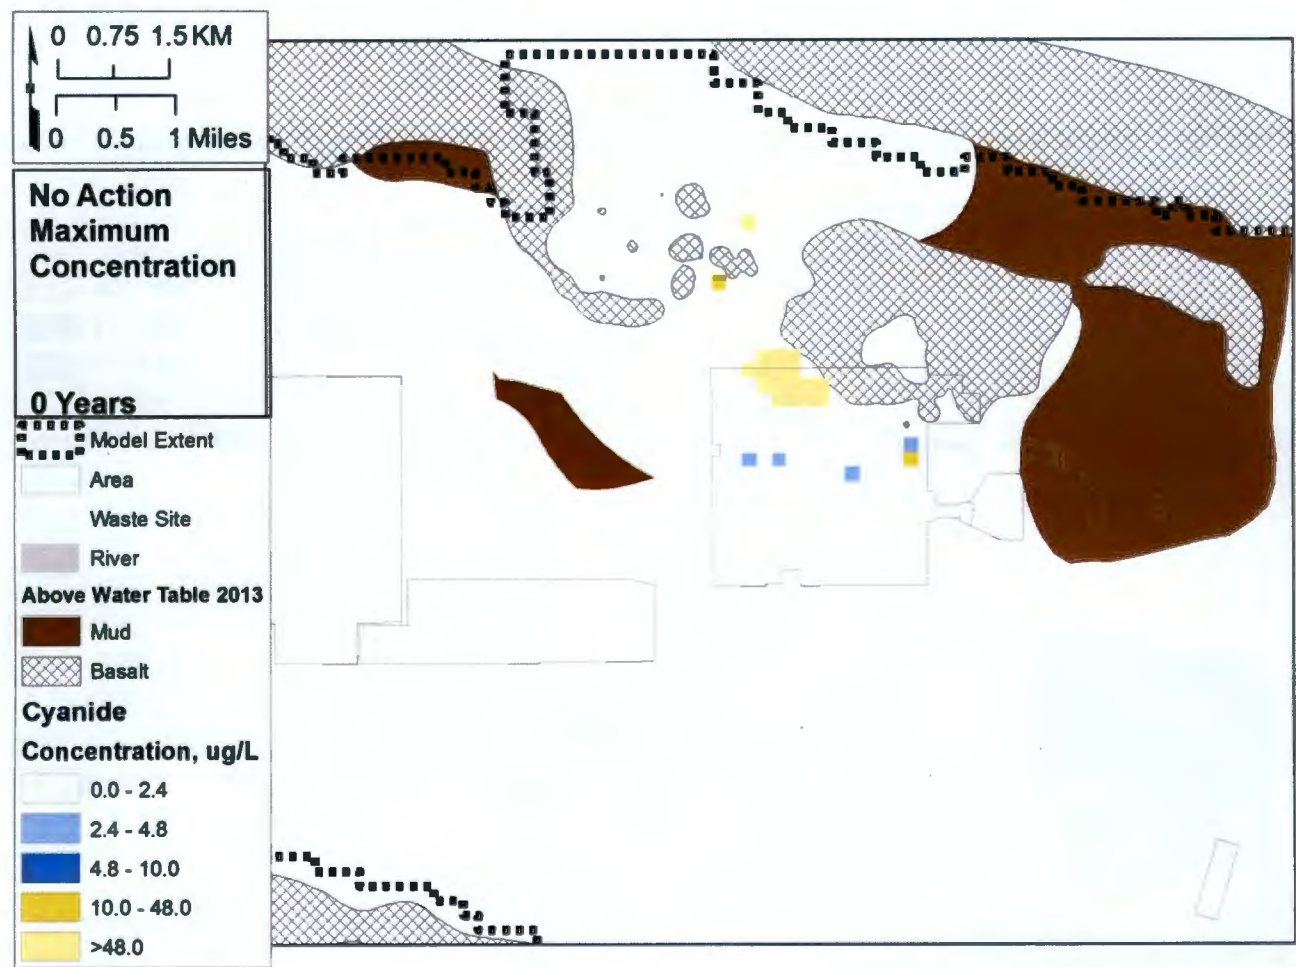 0 0.75 1.5 KM
0 0.5 1 Miles
No Action
Maximum
Concentration
0 Years
Model Extent
Area
Waste Site
River
Above Water Table 2013
Mud
Basalt
Cyanide
Concentration, ug/L
0.0 - 2.4
2.4 - 4.8
4.8 - 10.0
10.0 - 48.0
>48.0